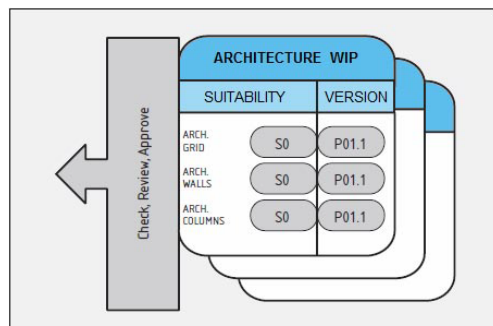 ARCHITECTURE WIP
SUITABILITY VERSION
ARCH.
GRID S0 P01.1
ARCH.
WALLS S0 P01.1
ARCH.
COLUMNS S0 P01.1
Check, Review, Approve